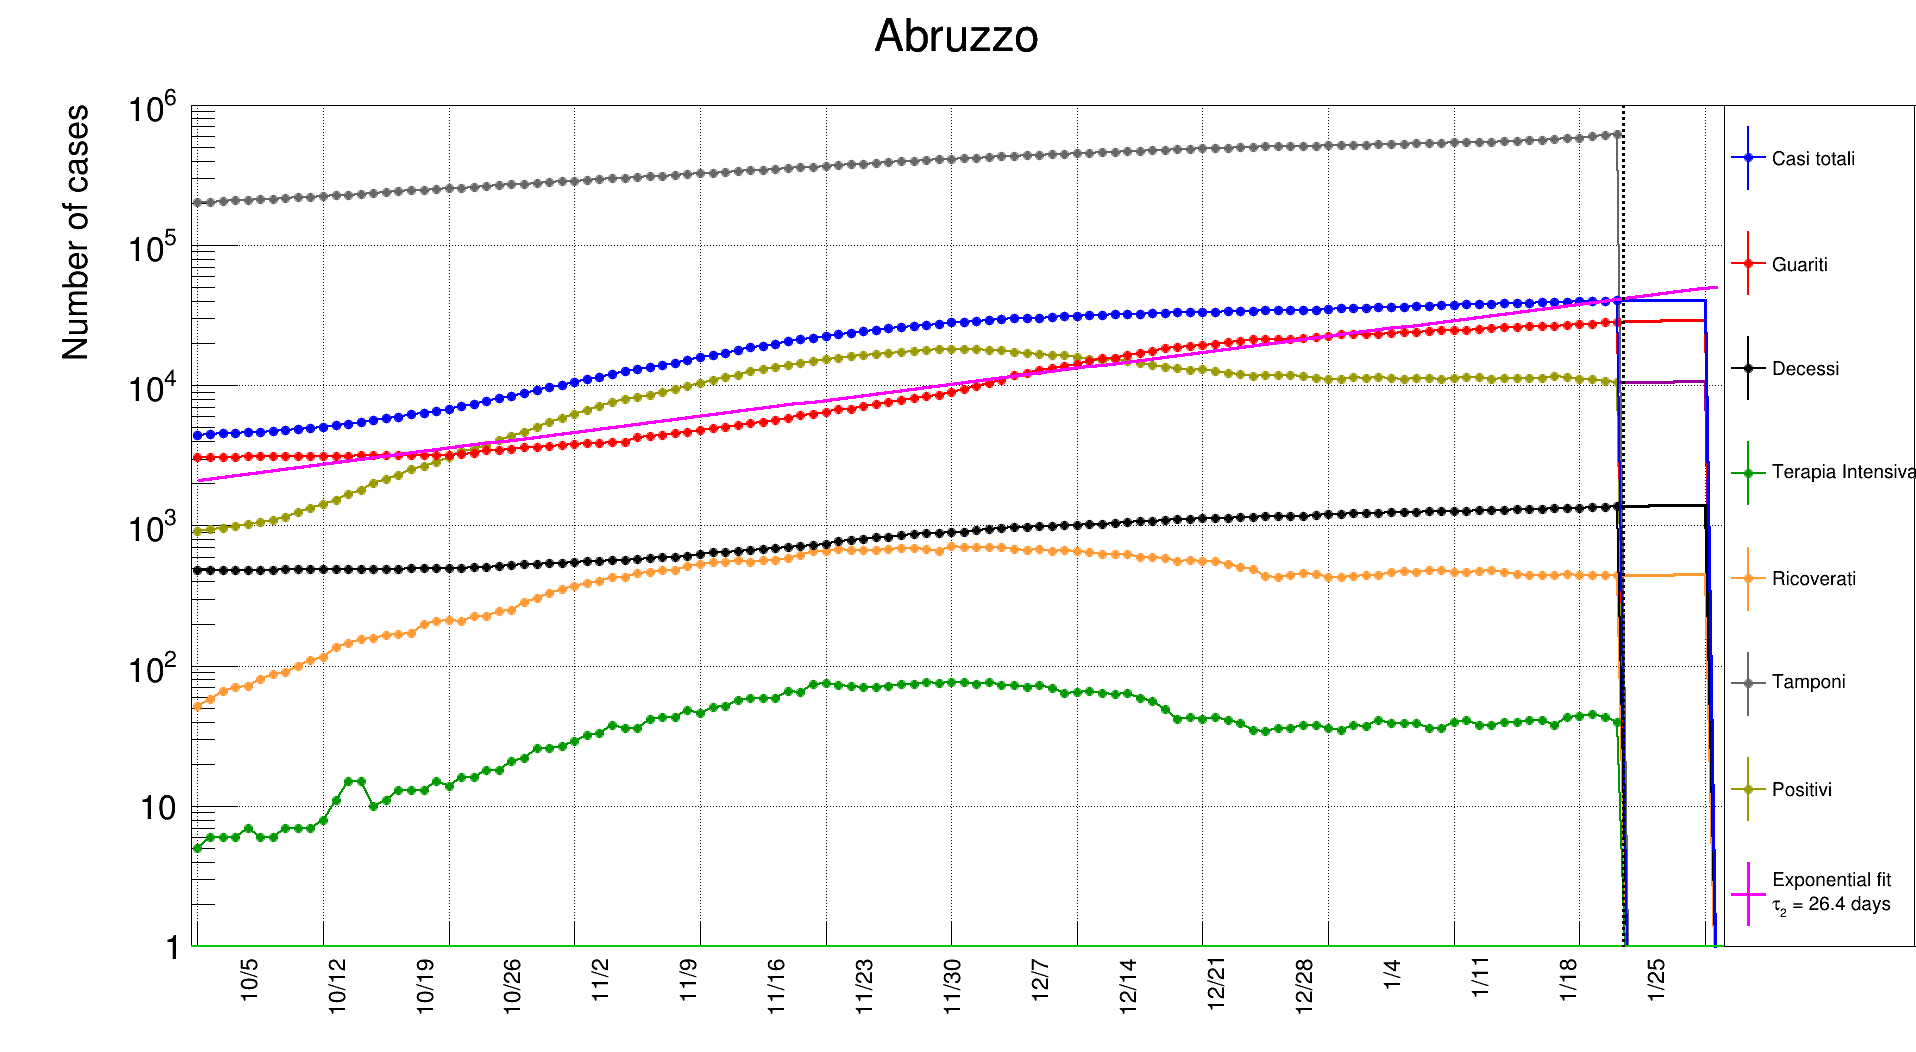 Abruzzo
Number of cases
10^6
10^5
10^4
10^3
10^2
10
1
10/5
10/12
10/19
10/26
11/2
11/9
11/16
11/23
11/30
12/7
12/14
12/21
12/28
1/4
1/11
1/18
1/25
Casi totali
Guariti
Decessi
Terapia Intensiva
Ricoverati
Tamponi
Positivi
Exponential fit
τ₂ = 26.4 days